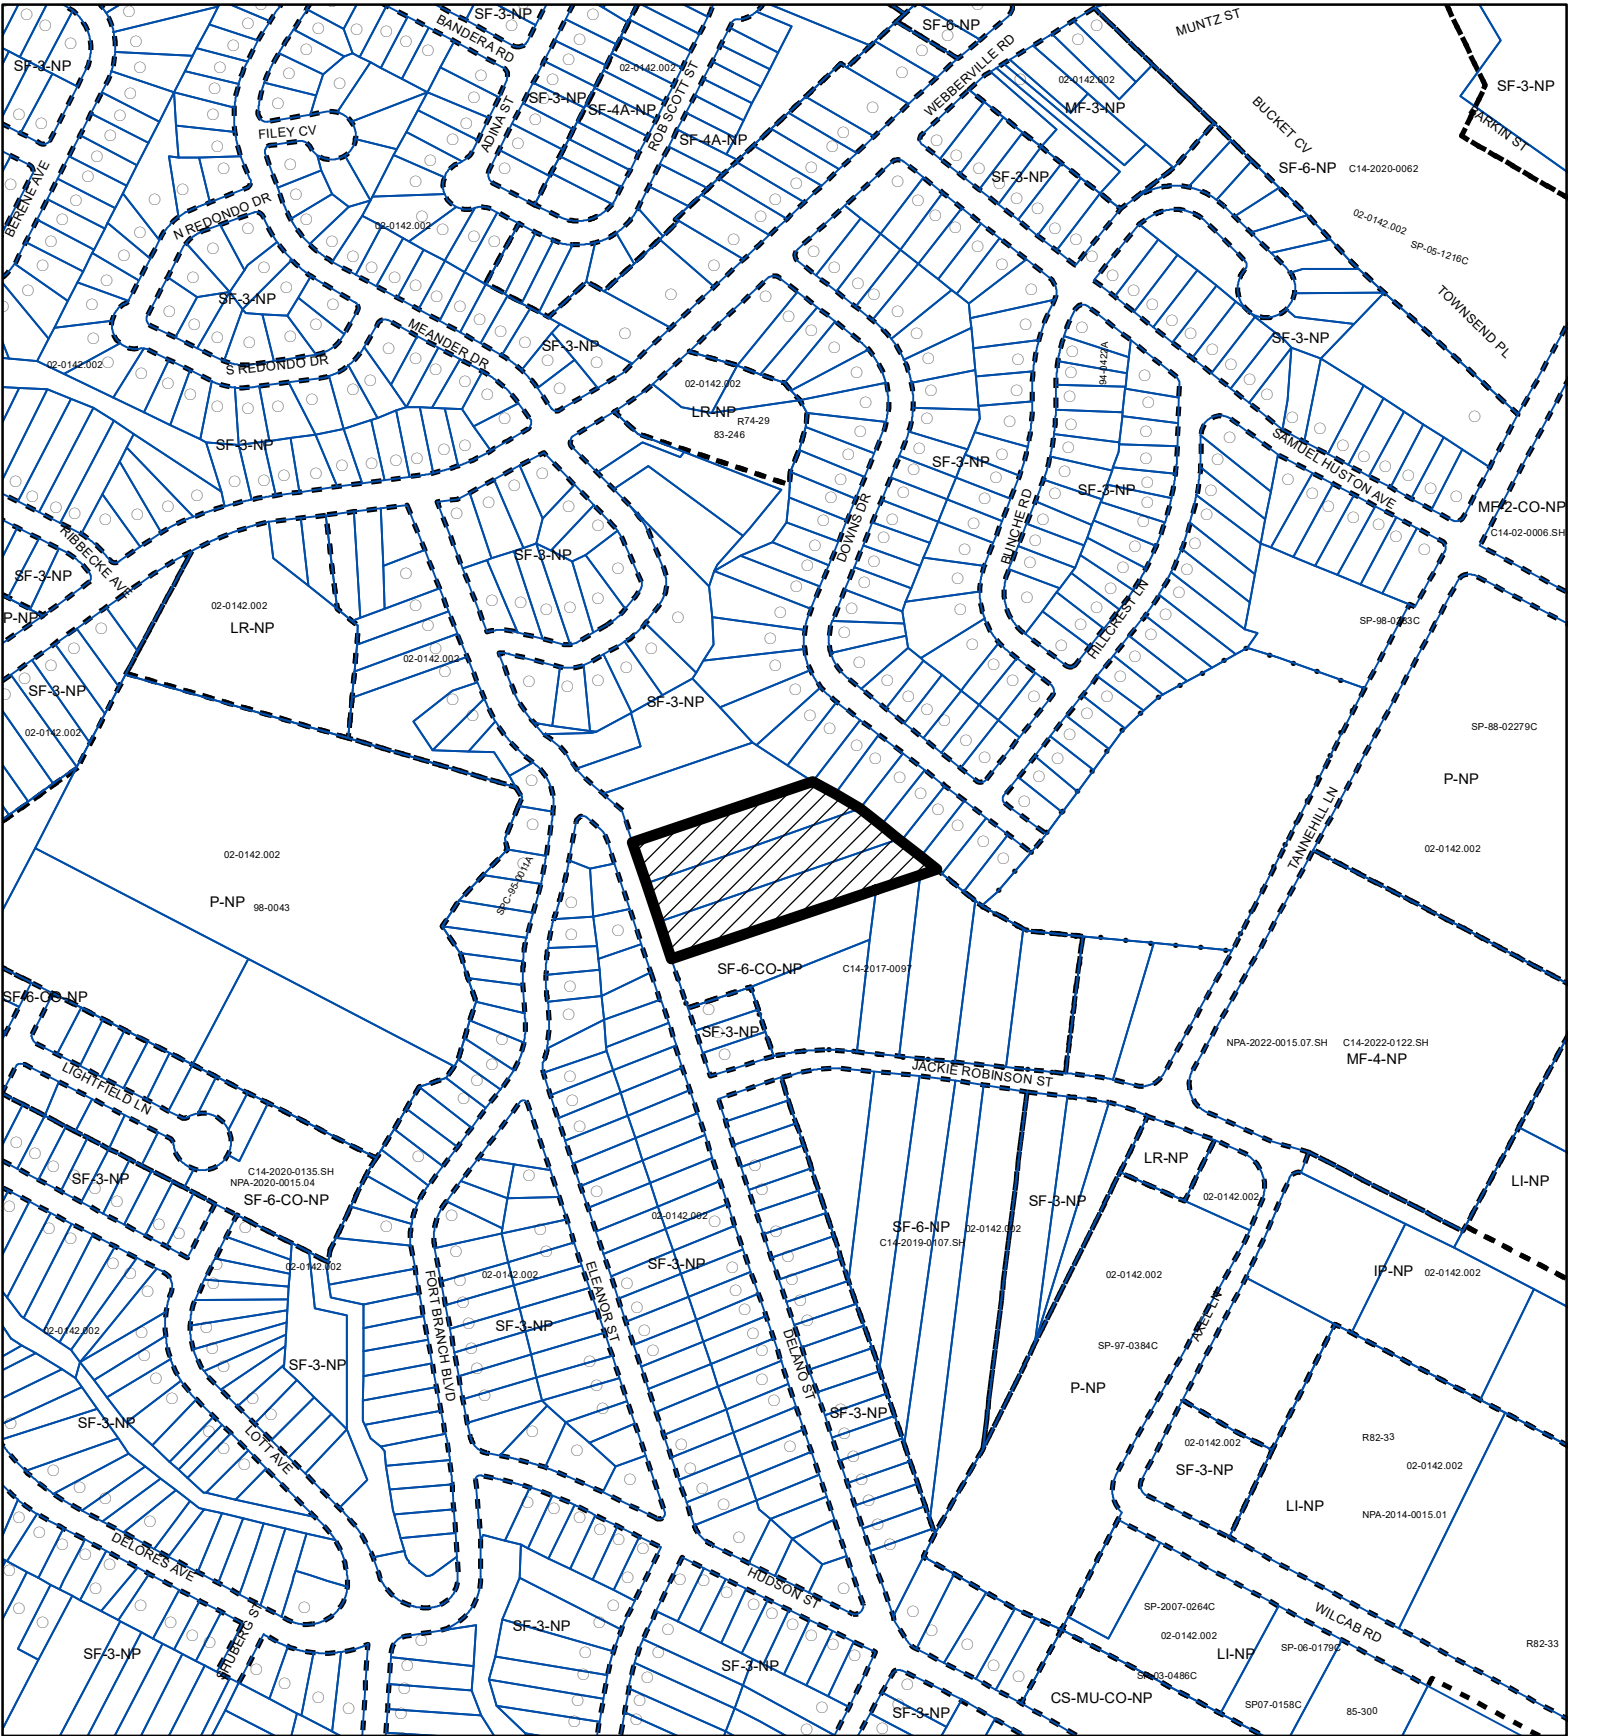 SF-3-NP
BANDERA RD
SF-6-NP
MUNTZ ST
SF-3-NP
02-0142.002
WEBBERVILLE RD
02-0142.002
SF-3-NP
SF-3-NP
SF-4A-NP
MF-3-NP
BUCKET CV
FILEY CV
ADINA ST
ROB SCOTT ST
SF-4A-NP
SF-6-NP
C14-2020-0062
BERENE AVE
SF-3-NP
N REDONDO DR
02-0142.002
02-0142.002
SP-05-1216C
SF-3-NP
MEANDER DR
SF-3-NP
TOWNSEND PL
SF-3-NP
02-0142.002
S REDONDO DR
94-0422A
02-0142.002
LR-NP
R74-29
83-246
SF-3-NP
SF-3-NP
SAMUEL HUSTON AVE
SF-3-NP
MF-2-CO-NP
C14-02-0006.SH
RIBBECKE AVE
SF-3-NP
DOWNS DR
BUNCHE RD
SF-3-NP
P-NP
02-0142.002
LR-NP
HILLCREST LN
SP-98-0283C
02-0142.002
SF-3-NP
SF-3-NP
02-0142.002
SP-88-02279C
P-NP
TANNEHILL LN
02-0142.002
02-0142.002
P-NP
98-0043
SPC-95-0011A
SF-6-CO-NP
C14-2017-0097
SF-6-CO-NP
SF-3-NP
NPA-2022-0015.07.SH
C14-2022-0122.SH
MF-4-NP
JACKIE ROBINSON ST
LIGHTFIELD LN
SF-3-NP
C14-2020-0135.SH
NPA-2020-0015.04
SF-6-CO-NP
LR-NP
02-0142.002
LI-NP
SF-3-NP
02-0142.002
SF-6-NP
02-0142.002
C14-2019-0107.SH
SF-3-NP
02-0142.002
02-0142.002
02-0142.002
IP-NP
02-0142.002
FORT BRANCH BLVD
ELEANOR ST
SF-3-NP
02-0142.002
AXEL LN
SP-97-0384C
SF-3-NP
DELANO ST
P-NP
SF-3-NP
SF-3-NP
LOTT AVE
02-0142.002
SF-3-NP
R82-33
02-0142.002
LI-NP
NPA-2014-0015.01
DELORES AVE
HUDSON ST
SP-2007-0264C
WILCAB RD
SHUBERG ST
SF-3-NP
SF-3-NP
SF-3-NP
02-0142.002
LI-NP
SP-06-0179C
R82-33
SP-03-0486C
CS-MU-CO-NP
SF-3-NP
SP07-0158C
85-300